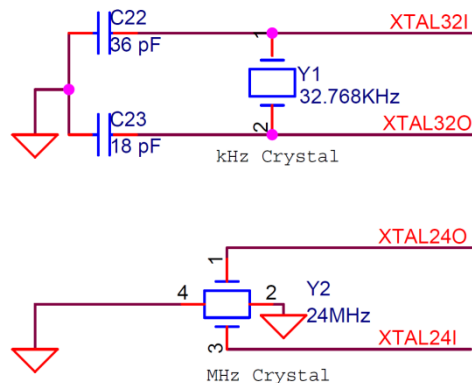 C22
36 pF
XTAL32I
1
Y1
32.768KHz
C23
18 pF
2
XTAL32O
kHz Crystal
XTAL24O
1
4
2
Y2
24MHz
3
XTAL24I
MHz Crystal